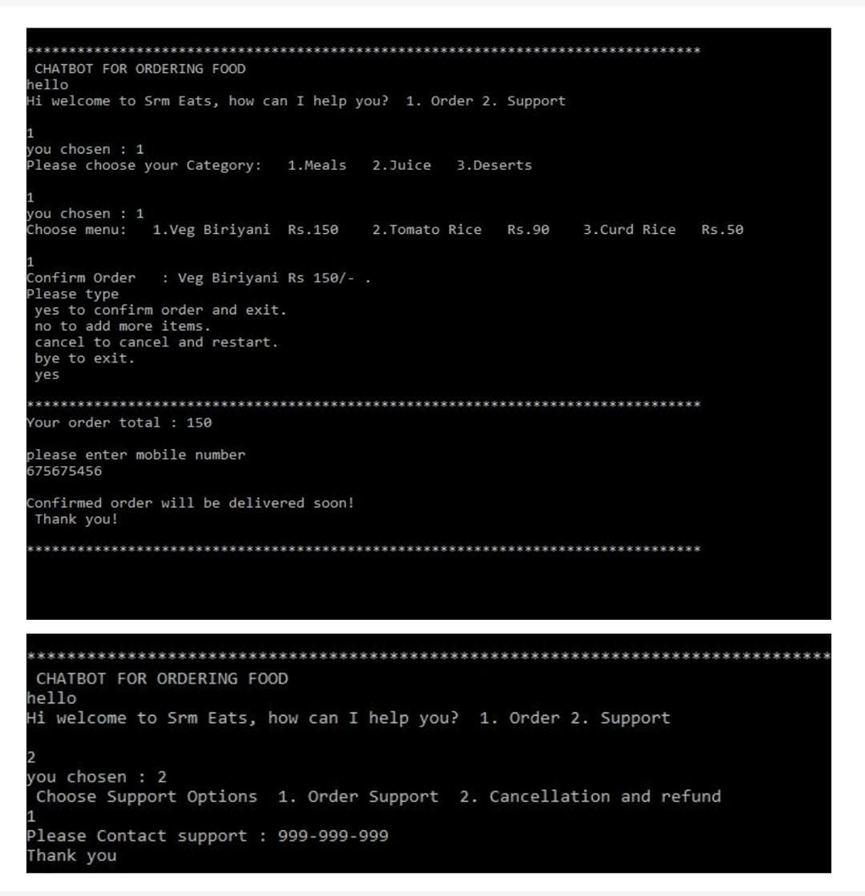 ********************************************************************************
CHATBOT FOR ORDERING FOOD
hello
Hi welcome to Srm Eats, how can I help you?  1. Order 2. Support
1
you chosen : 1
Please choose your Category:   1.Meals   2.Juice   3.Deserts
1
you chosen : 1
Choose menu:   1.Veg Biriyani  Rs.150    2.Tomato Rice   Rs.90    3.Curd Rice   Rs.50
1
Confirm Order   : Veg Biriyani Rs 150/- .
Please type
yes to confirm order and exit.
no to add more items.
cancel to cancel and restart.
bye to exit.
yes
********************************************************************************
Your order total : 150
please enter mobile number
675675456
Confirmed order will be delivered soon!
Thank you!
********************************************************************************
********************************************************************************
CHATBOT FOR ORDERING FOOD
hello
Hi welcome to Srm Eats, how can I help you?  1. Order 2. Support
2
you chosen : 2
Choose Support Options  1. Order Support  2. Cancellation and refund
1
Please Contact support : 999-999-999
Thank you